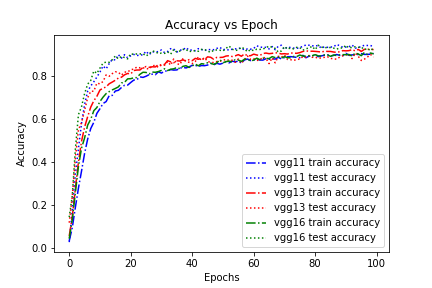 Accuracy vs Epoch
Accuracy
0.8
0.6
0.4
0.2
0.0
vgg11 train accuracy
vgg11 test accuracy
vgg13 train accuracy
vgg13 test accuracy
vgg16 train accuracy
vgg16 test accuracy
0 20 40 60 80 100
Epochs